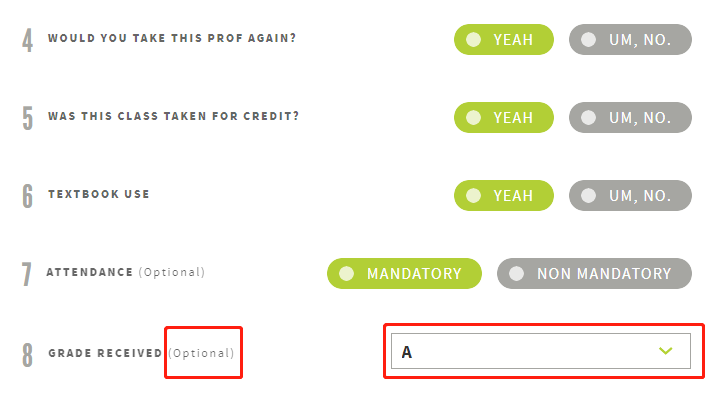 4 WOULD YOU TAKE THIS PROF AGAIN? YEAH UM, NO.
5 WAS THIS CLASS TAKEN FOR CREDIT? YEAH UM, NO.
6 TEXTBOOK USE YEAH UM, NO.
7 ATTENDANCE (Optional) MANDATORY NON MANDATORY
8 GRADE RECEIVED (Optional) A